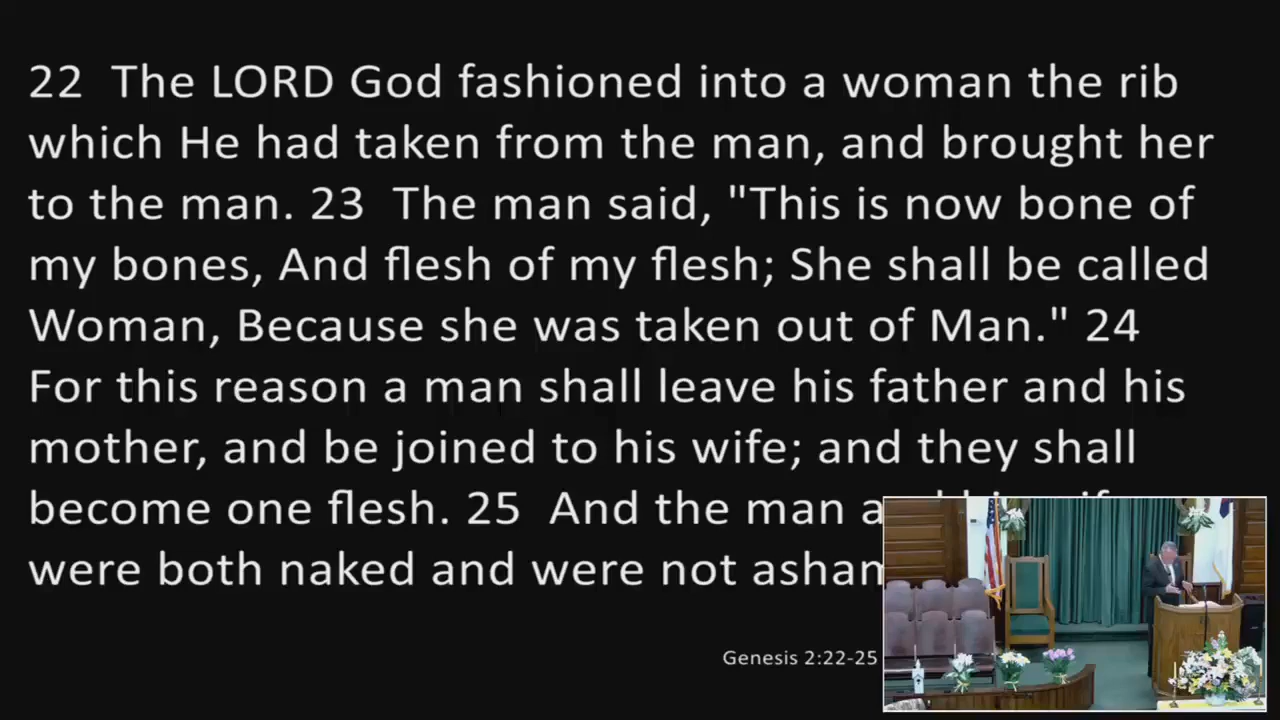 22 The LORD God fashioned into a woman the rib
which He had taken from the man, and brought her
to the man. 23 The man said, "This is now bone of
my bones, And flesh of my flesh; She shall be called
Woman, Because she was taken out of Man." 24
For this reason a man shall leave his father and his
mother, and be joined to his wife; and they shall
become one flesh. 25 And the man
were both naked and were not
Genesis 2:22-25